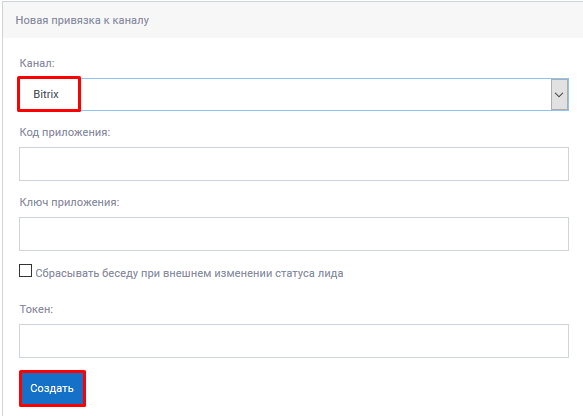 Новая привязка к каналу
Канал:
Bitrix
Код приложения:
Ключ приложения:
Сбрасывать беседу при внешнем изменении статуса лида
Токен:
Создать